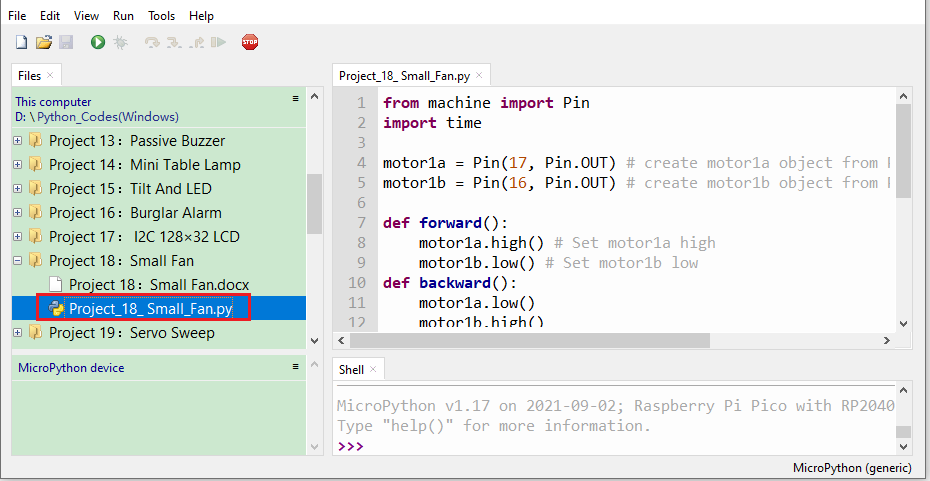 File Edit View Run Tools Help
STOP
Files ×
This computer
D: \Python_Codes(Windows)
Project 13：Passive Buzzer
Project 14：Mini Table Lamp
Project 15：Tilt And LED
Project 16：Burglar Alarm
Project 17： I2C 128×32 LCD
Project 18：Small Fan
Project 18：Small Fan.docx
Project_18_ Small_Fan.py
Project 19：Servo Sweep
MicroPython device
Project_18_ Small_Fan.py ×
1 from machine import Pin
2 import time
3
4 motor1a = Pin(17, Pin.OUT) # create motor1a object from
5 motor1b = Pin(16, Pin.OUT) # create motor1b object from
6
7 def forward():
8 motor1a.high() # Set motor1a high
9 motor1b.low() # Set motor1b low
10 def backward():
11 motor1a.low()
12 motor1b.high()
Shell ×
MicroPython v1.17 on 2021-09-02; Raspberry Pi Pico with RP2040
Type "help()" for more information.
>>>
MicroPython (generic)